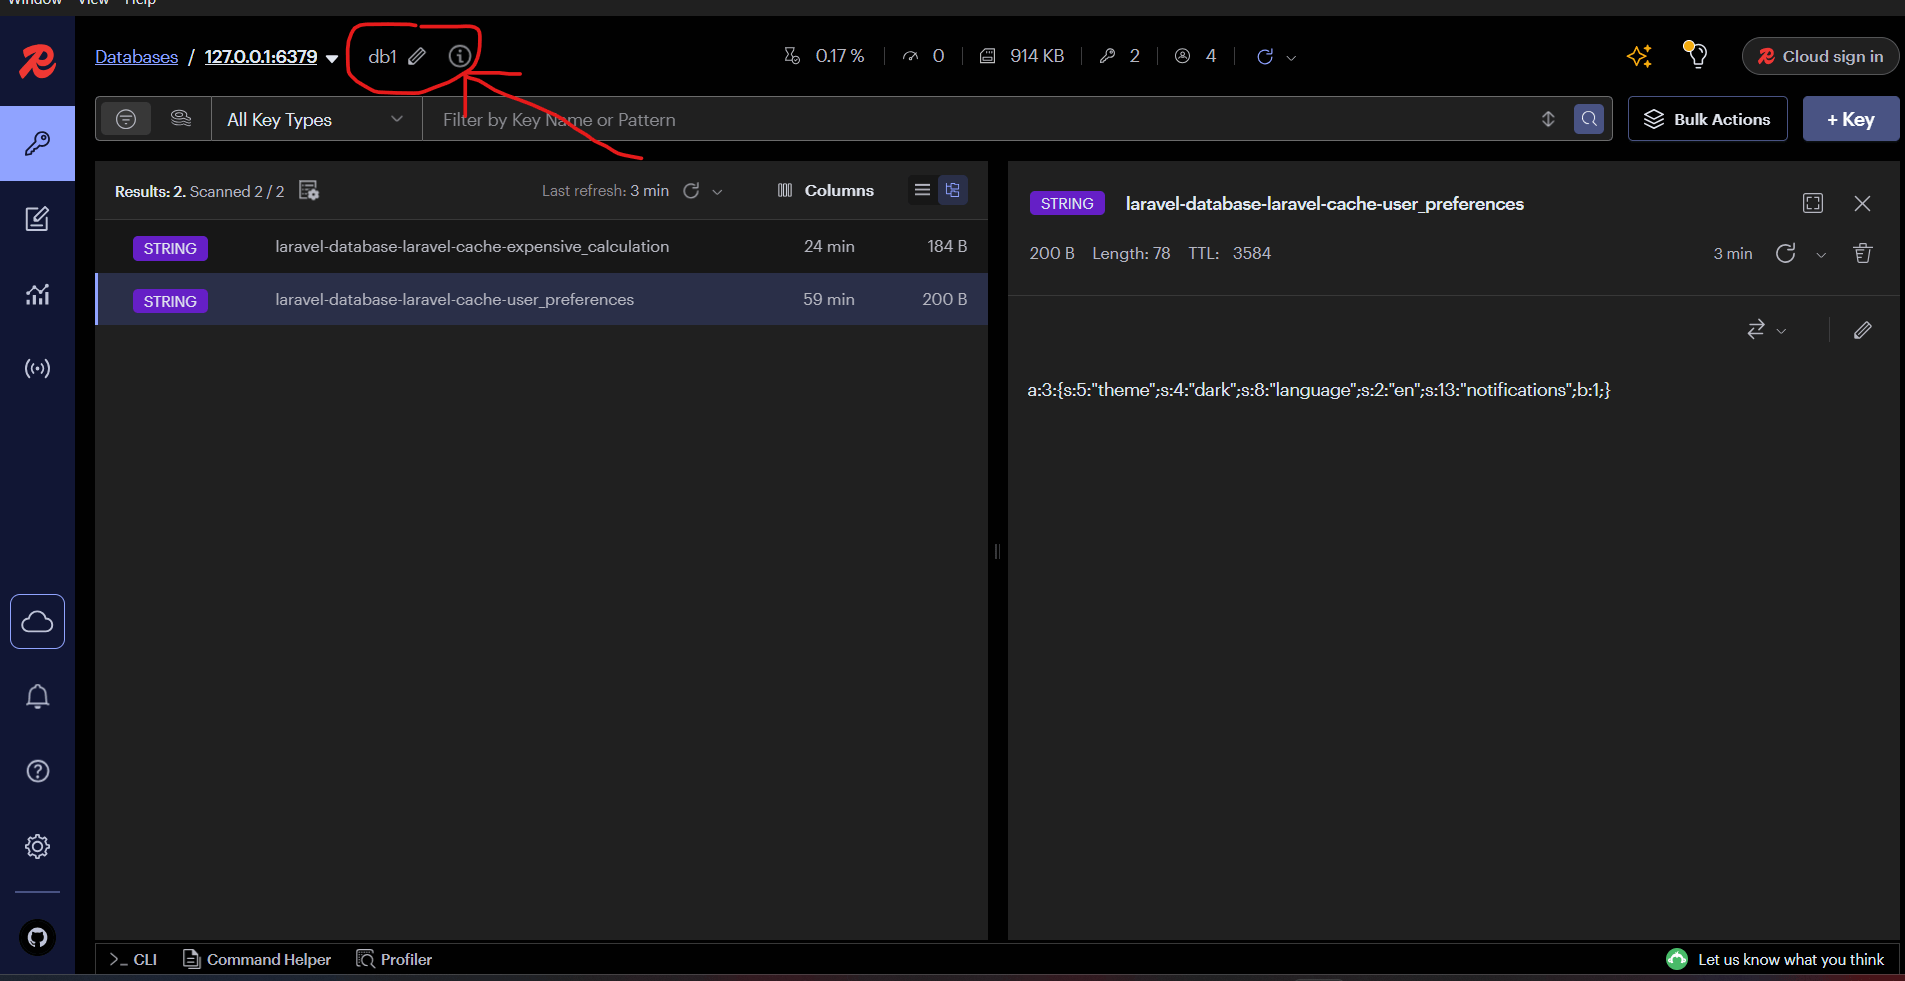 Window View Help
Databases / 127.0.0.1:6379 db1 0.17 % 0 914 KB 2 4 Cloud sign in
All Key Types Filter by Key Name or Pattern Bulk Actions + Key
Results: 2. Scanned 2 / 2 Last refresh: 3 min Columns
STRING laravel-database-laravel-cache-expensive_calculation 24 min 184 B
STRING laravel-database-laravel-cache-user_preferences 59 min 200 B
STRING laravel-database-laravel-cache-user_preferences
200 B Length: 78 TTL: 3584 3 min
a:3:{s:5:"theme";s:4:"dark";s:8:"language";s:2:"en";s:13:"notifications";b:1;}
>_ CLI Command Helper Profiler Let us know what you think